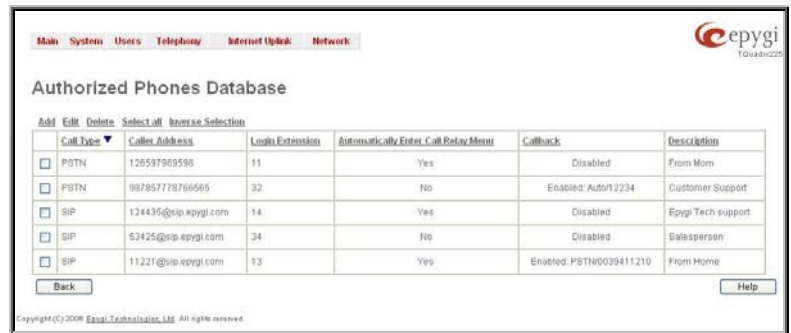 Main System Users Telephony Internet Uplink Network
epygi
TQuadro225
Authorized Phones Database
Add Edit Delete Select all Inverse Selection
Call Type Caller Address Login Extension Automatically Enter Call Relay Menu Callback Description
PSTN 126597989598 11 Yes Disabled From Mom
PSTN 987857778766565 32 No Enabled: Auto/12234 Customer Support
SIP 124435@sip.epygi.com 14 Yes Disabled Epygi Tech support
SIP 53425@sip.epygi.com 34 No Disabled Salesperson
SIP 11221@sip.epygi.com 13 Yes Enabled: PSTN/0039411210 From Home
Back Help
Copyright (C) 2006 Epygi Technologies, Ltd. All rights reserved.